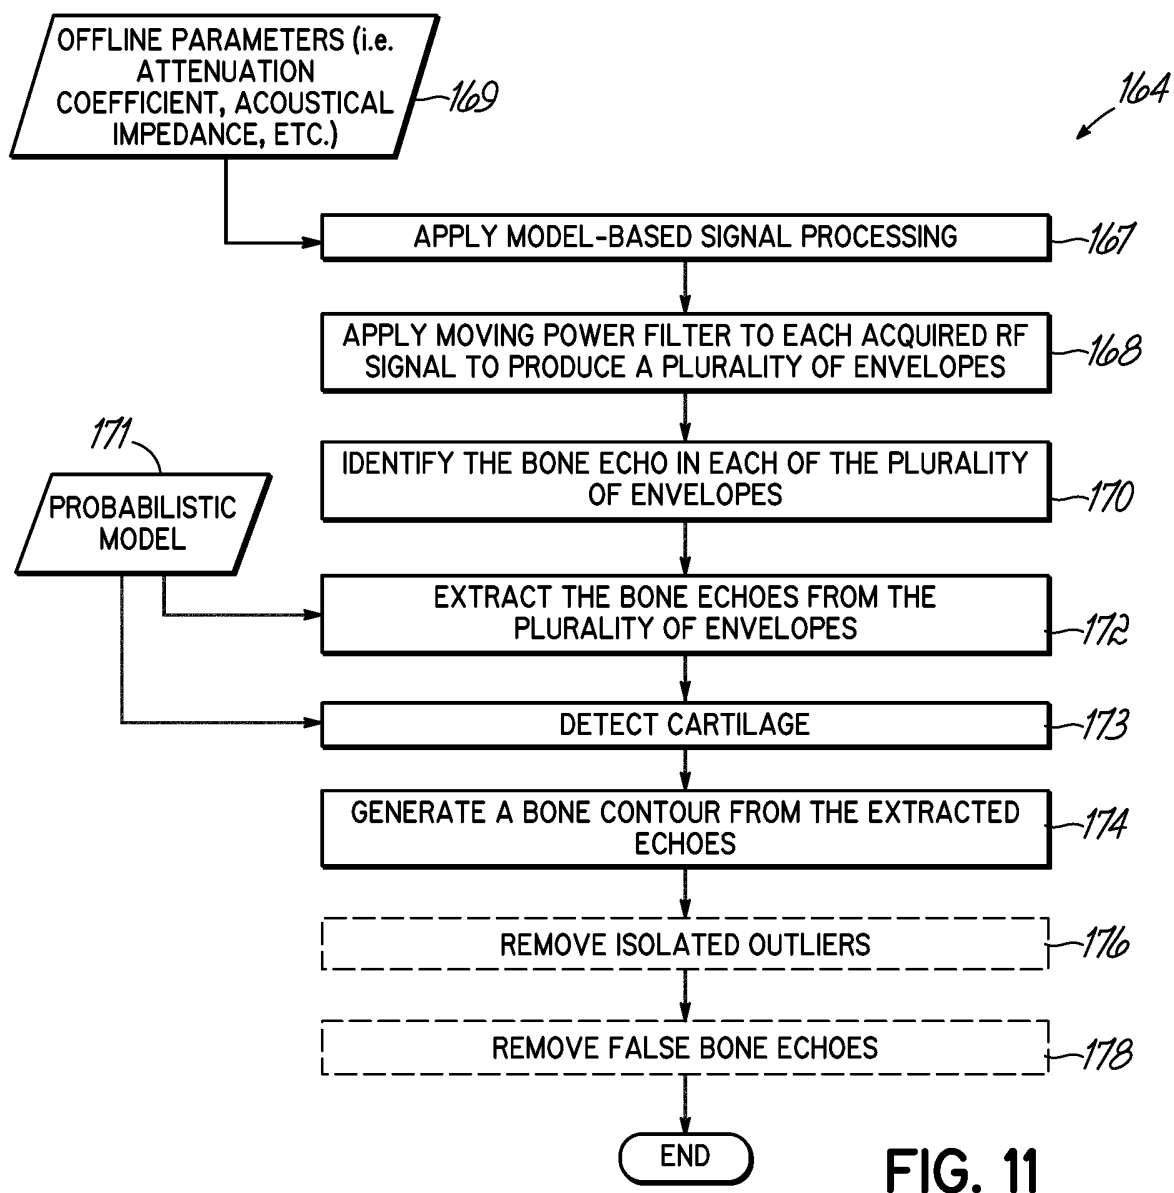 OFFLINE PARAMETERS (i.e.
ATTENUATION
COEFFICIENT, ACOUSTICAL
IMPEDANCE, ETC.)
169
164
APPLY MODEL-BASED SIGNAL PROCESSING
167
APPLY MOVING POWER FILTER TO EACH ACQUIRED RF
SIGNAL TO PRODUCE A PLURALITY OF ENVELOPES
168
171
IDENTIFY THE BONE ECHO IN EACH OF THE PLURALITY
OF ENVELOPES
170
PROBABILISTIC
MODEL
EXTRACT THE BONE ECHOES FROM THE
PLURALITY OF ENVELOPES
172
DETECT CARTILAGE
173
GENERATE A BONE CONTOUR FROM THE EXTRACTED
ECHOES
174
REMOVE ISOLATED OUTLIERS
176
REMOVE FALSE BONE ECHOES
178
END
FIG. 11